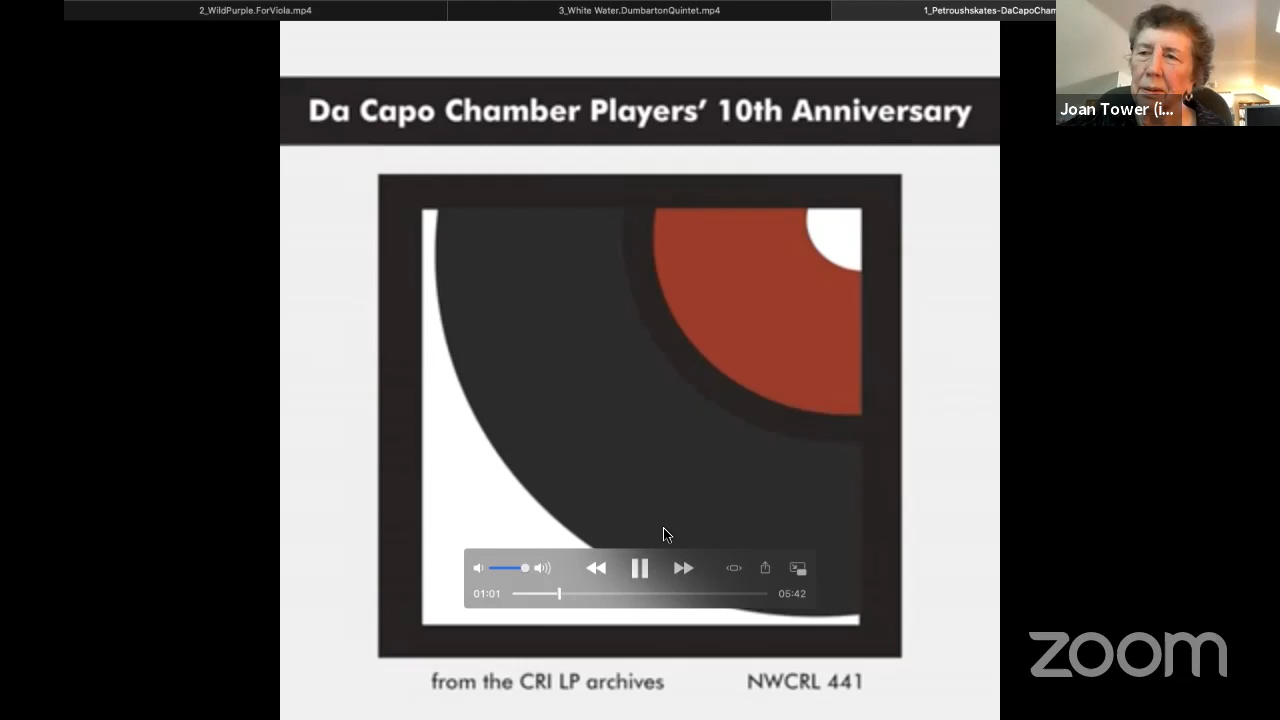 2_WildPurple.ForViola.mp4
3_White Water.DumbartonQuintet.mp4
1_Petroushskates-DaCapoCham
Joan Tower (i...
Da Capo Chamber Players' 10th Anniversary
01:01
05:42
from the CRI LP archives
NWCRL 441
zoom